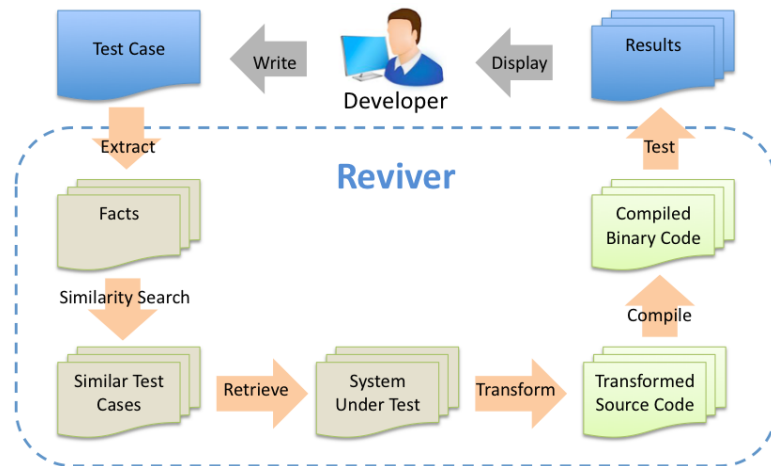 Test Case
Write
Developer
Display
Results
Extract
Reviver
Test
Facts
Compiled
Binary Code
Similarity Search
Compile
Similar Test
Cases
Retrieve
System
Under Test
Transform
Transformed
Source Code